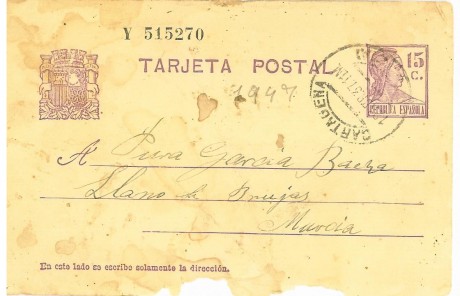 Y 515270
TARJETA POSTAL
15 C.
REPUBLICA ESPAÑOLA
CARTAGENA
1947
A Pura Garcia Baeza
Llano de Brujas
Murcia
En este lado se escribe solamente la dirección.